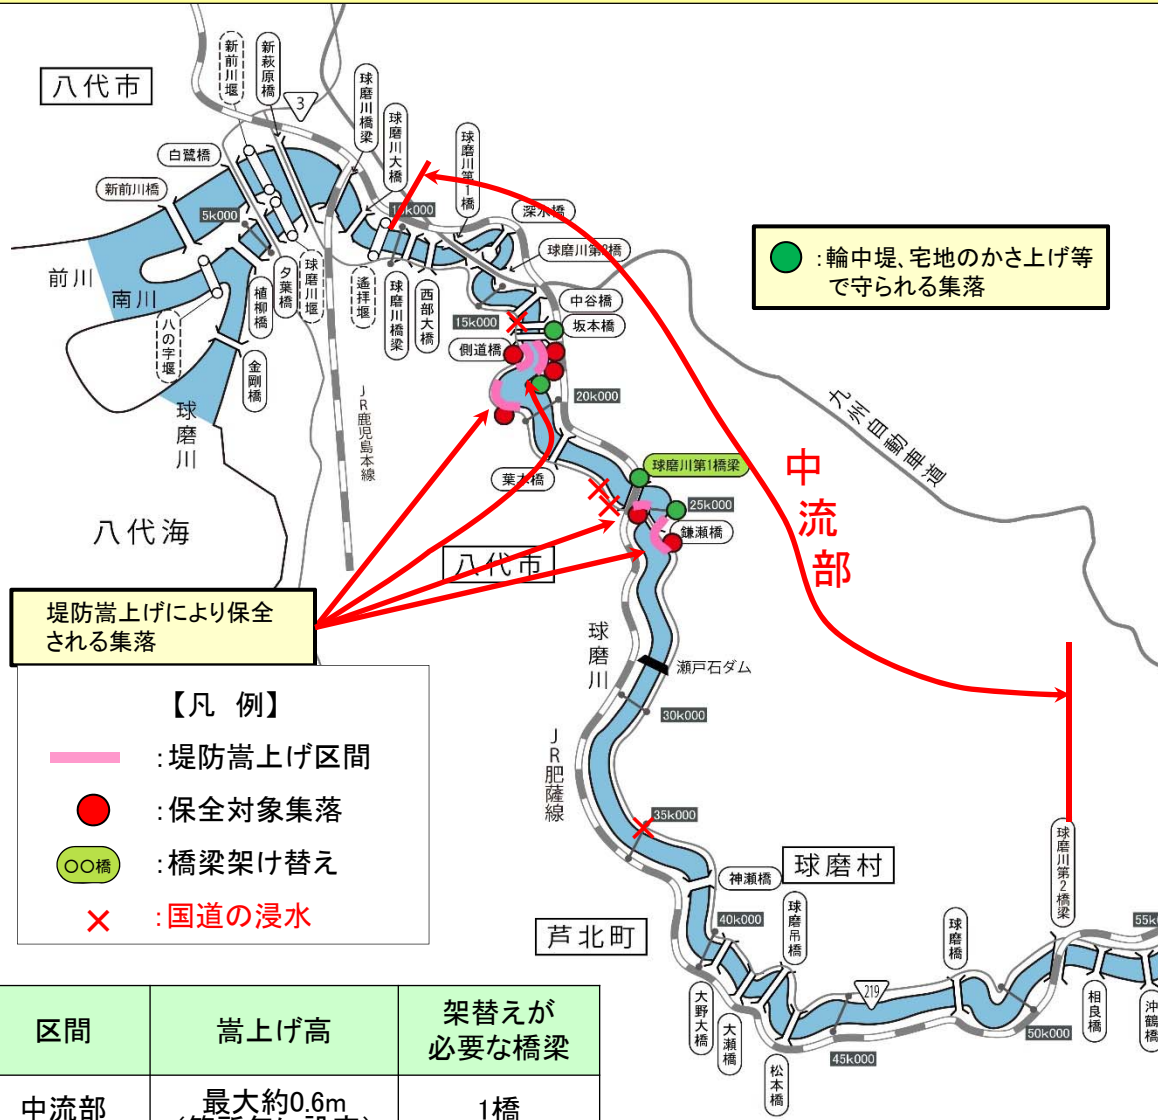 八代市
新前川堰
新萩原橋
3
球磨川橋梁
球磨川大橋
球磨川第1橋
白鷺橋
新前川橋
5k000
深水橋
球磨川第2橋
前川
南川
八の字堰
植柳橋
夕葉橋
球磨川堰
金剛橋
遙拝堰
球磨川橋梁
西部大橋
15k000
中谷橋
坂本橋
側道橋
20k000
球磨川
JR鹿児島本線
九州自動車道
:輪中堤、宅地のかさ上げ等
で守られる集落
中流部
葉木橋
球磨川第1橋梁
25k000
鎌瀬橋
八代海
八代市
堤防嵩上げにより保全
される集落
球磨川
瀬戸石ダム
30k000
JR肥薩線
【凡 例】
:堤防嵩上げ区間
:保全対象集落
○○橋
:橋梁架け替え
:国道の浸水
35k000
神瀬橋
球磨村
球磨川第2橋梁
芦北町
40k000
球磨吊橋
大野大橋
大瀬橋
松本橋
219
45k000
球磨橋
50k000
相良橋
沖鶴橋
区間
嵩上げ高
架替えが
必要な橋梁
中流部
最大約0.6m
1橋